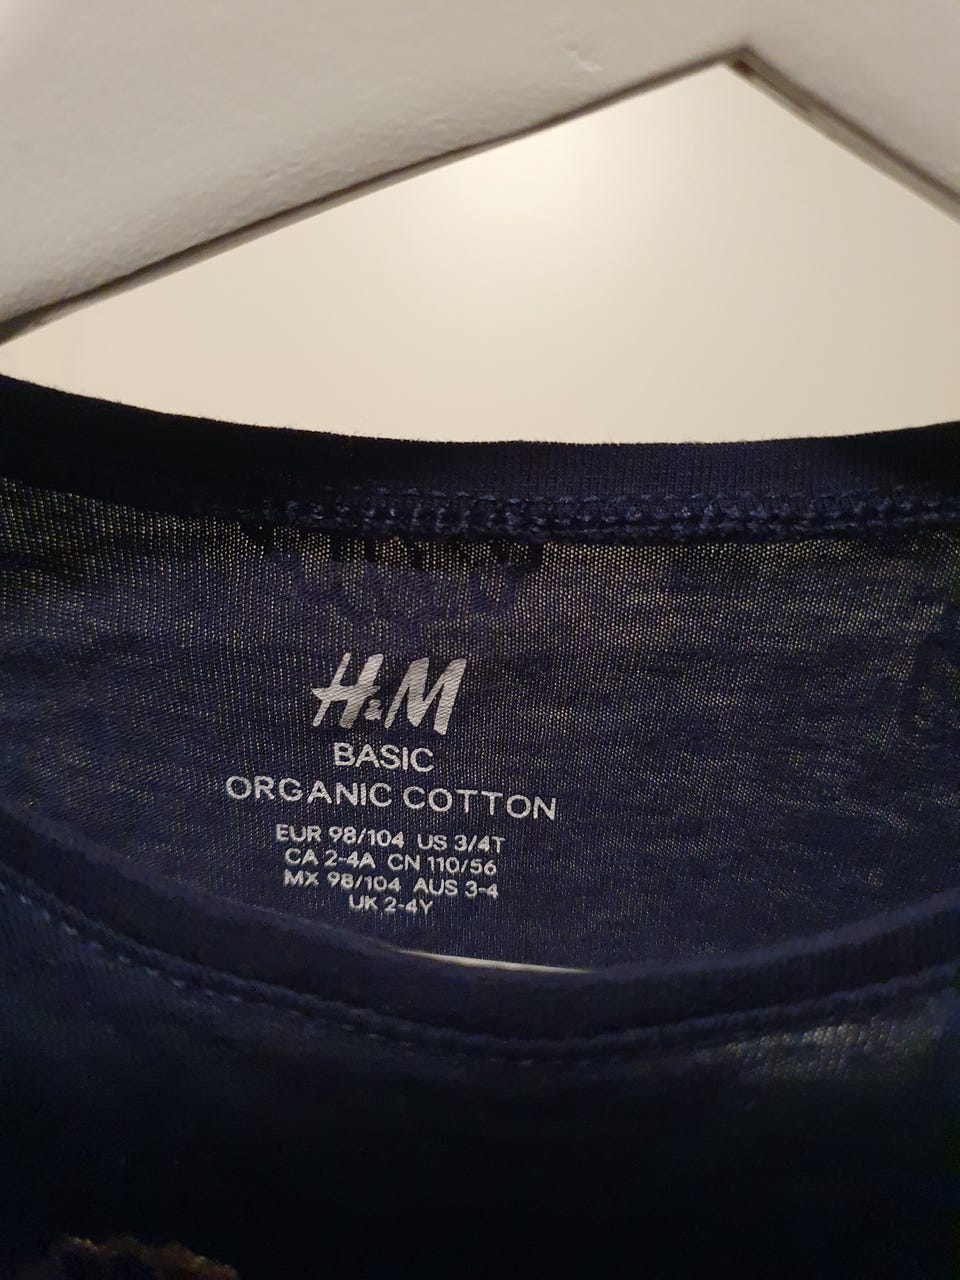 H&M
BASIC
ORGANIC COTTON
EUR 98/104 US 3/4T
CA 2-4A CN 110/56
MX 98/104 AUS 3-4
UK 2-4Y